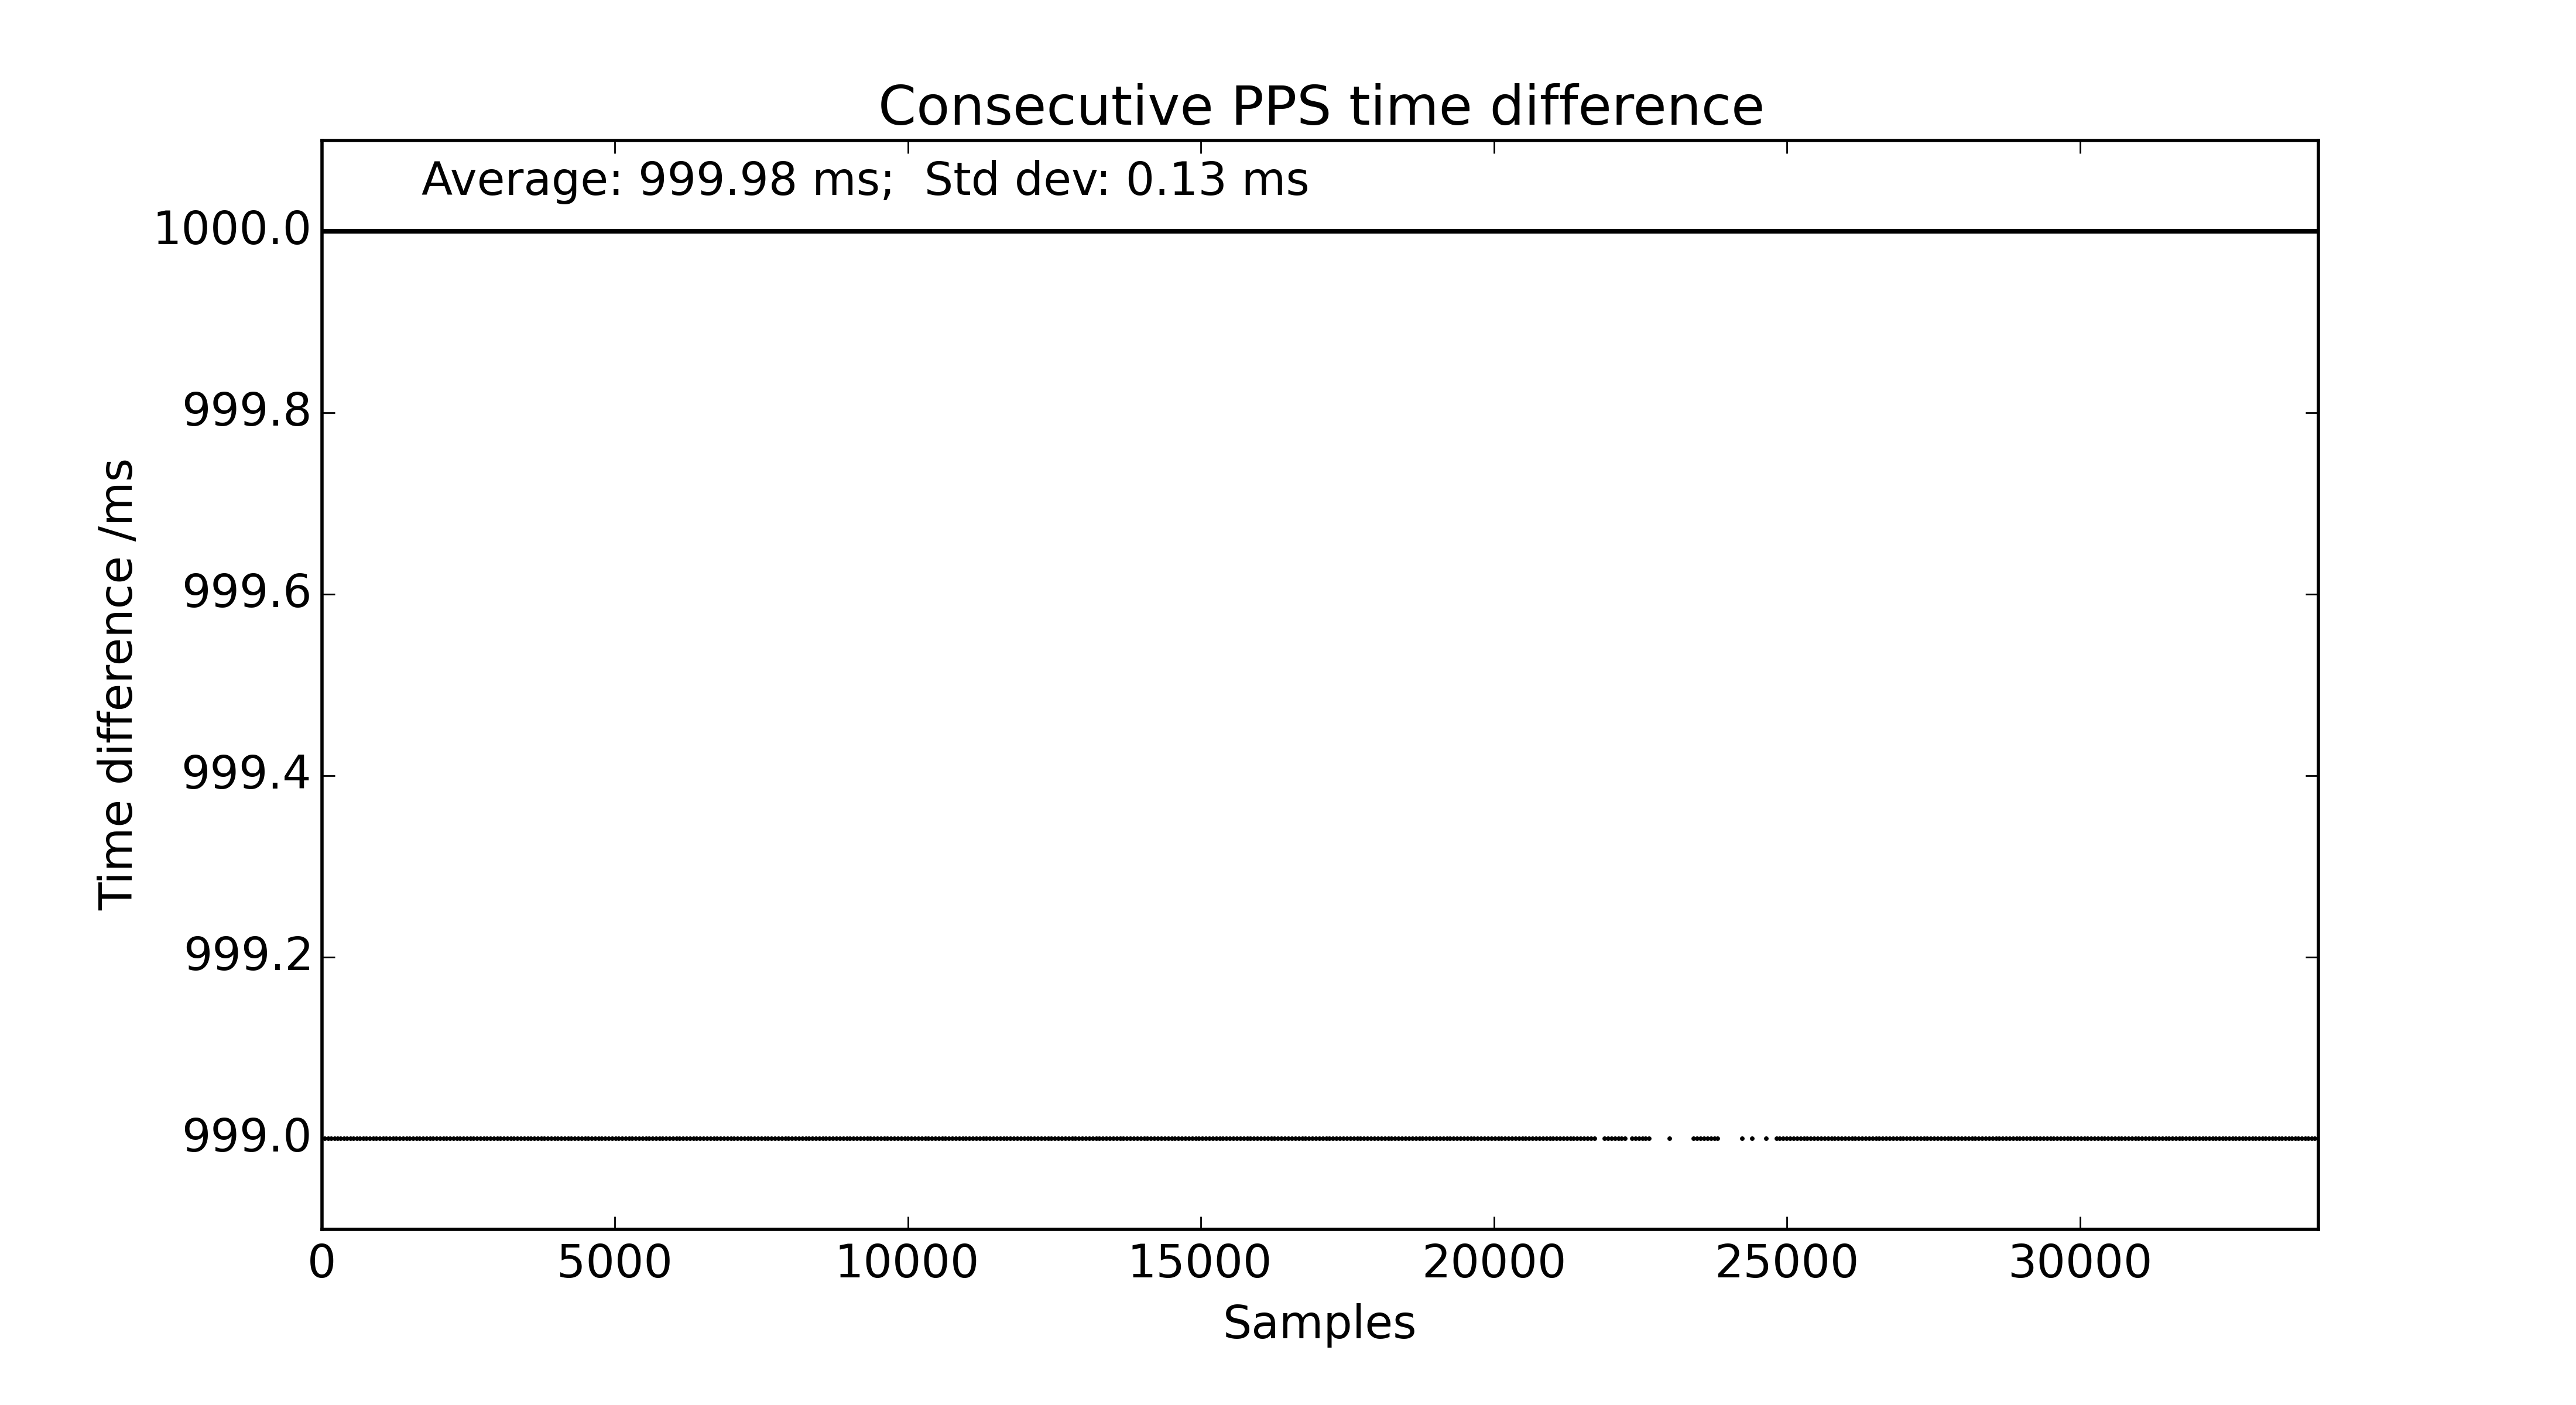 Consecutive PPS time difference
Average: 999.98 ms;  Std dev: 0.13 ms
1000.0
999.8
999.6
999.4
999.2
999.0
Time difference /ms
0 5000 10000 15000 20000 25000 30000
Samples